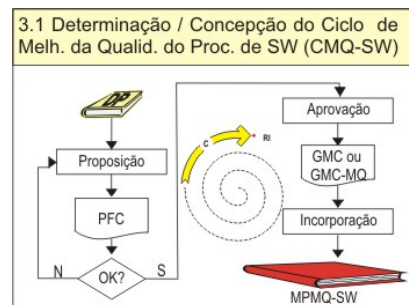 3.1 Determinação / Concepção do Ciclo de
Melh. da Qualid. do Proc. de SW (CMQ-SW)
DP
Proposição
PFC
N
OK?
S
C
RI
Aprovação
GMC ou
GMC-MQ
Incorporação
MPMQ-SW